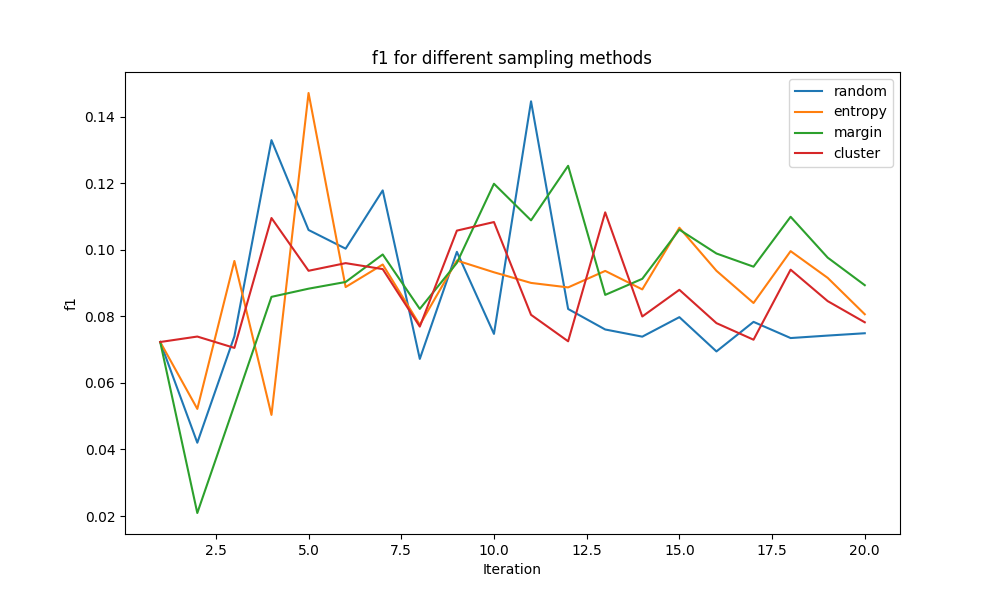 f1 for different sampling methods
random
entropy
margin
cluster
0.14
0.12
0.10
0.08
0.06
0.04
0.02
f1
2.5 5.0 7.5 10.0 12.5 15.0 17.5 20.0
Iteration